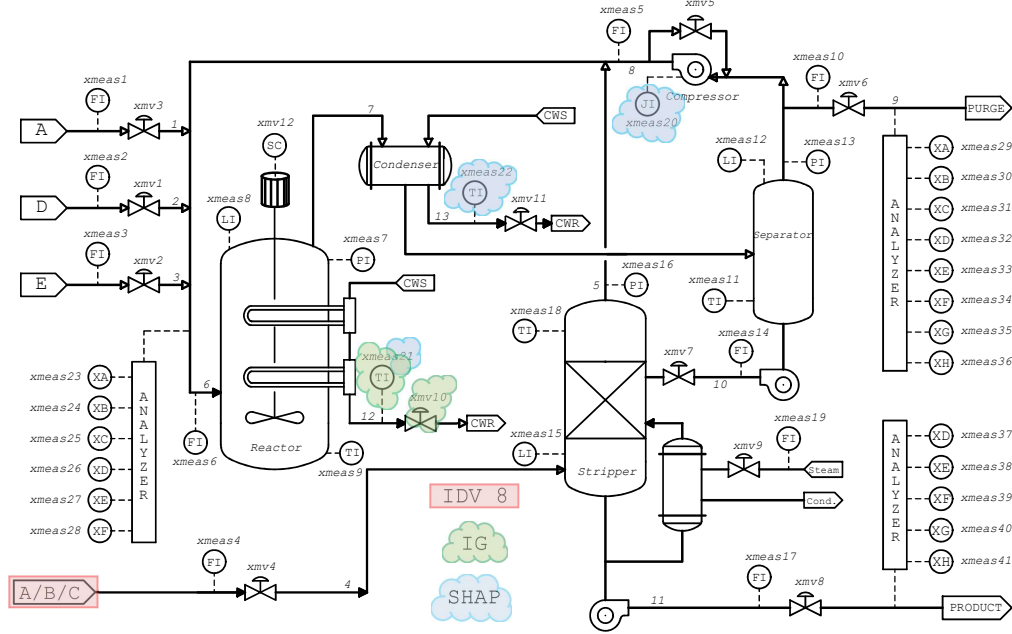 xmeas5
xmv5
FI
8
Compressor
JI
xmeas20
xmeas10
FI
xmv6
9
PURGE
xmeas1
FI
xmv3
A
1
xmeas2
FI
xmv1
D
2
xmeas3
FI
xmv2
E
3
xmv12
SC
7
CWS
Condenser
xmeas22
TI
xmv11
13
CWR
xmeas12
LI
xmeas13
PI
Separator
xmeas11
TI
xmeas14
FI
10
xmv7
xmeas8
LI
xmeas7
PI
CWS
xmeas21
TI
xmv10
12
CWR
Reactor
xmeas9
TI
6
FI
xmeas6
xmeas16
5
PI
xmeas18
TI
xmeas15
LI
Stripper
xmv9
xmeas19
FI
Steam
Cond.
ANALYZER
XA
xmeas29
XB
xmeas30
XC
xmeas31
XD
xmeas32
XE
xmeas33
XF
xmeas34
XG
xmeas35
XH
xmeas36
ANALYZER
xmeas23
XA
xmeas24
XB
xmeas25
XC
xmeas26
XD
xmeas27
XE
xmeas28
XF
ANALYZER
XD
xmeas37
XE
xmeas38
XF
xmeas39
XG
xmeas40
XH
xmeas41
xmeas4
FI
xmv4
A/B/C
4
IDV 8
IG
SHAP
11
xmeas17
FI
xmv8
PRODUCT